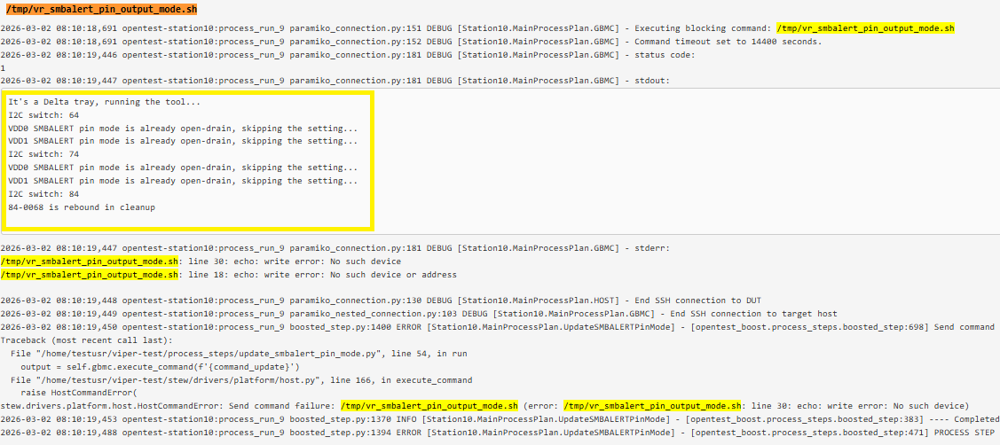 /tmp/vr_smbalert_pin_output_mode.sh
2026-03-02 08:10:18,691 opentest-station10:process_run_9 paramiko_connection.py:151 DEBUG [Station10.MainProcessPlan.GBMC] - Executing blocking command: /tmp/vr_smbalert_pin_output_mode.sh
2026-03-02 08:10:18,691 opentest-station10:process_run_9 paramiko_connection.py:152 DEBUG [Station10.MainProcessPlan.GBMC] - Command timeout set to 14400 seconds.
2026-03-02 08:10:19,446 opentest-station10:process_run_9 paramiko_connection.py:181 DEBUG [Station10.MainProcessPlan.GBMC] - status code:
1
2026-03-02 08:10:19,447 opentest-station10:process_run_9 paramiko_connection.py:181 DEBUG [Station10.MainProcessPlan.GBMC] - stdout:
It's a Delta tray, running the tool...
I2C switch: 64
VDD0 SMBALERT pin mode is already open-drain, skipping the setting...
VDD1 SMBALERT pin mode is already open-drain, skipping the setting...
I2C switch: 74
VDD0 SMBALERT pin mode is already open-drain, skipping the setting...
VDD1 SMBALERT pin mode is already open-drain, skipping the setting...
I2C switch: 84
84-0068 is rebound in cleanup
2026-03-02 08:10:19,447 opentest-station10:process_run_9 paramiko_connection.py:181 DEBUG [Station10.MainProcessPlan.GBMC] - stderr:
/tmp/vr_smbalert_pin_output_mode.sh: line 30: echo: write error: No such device
/tmp/vr_smbalert_pin_output_mode.sh: line 18: echo: write error: No such device or address
2026-03-02 08:10:19,448 opentest-station10:process_run_9 paramiko_connection.py:130 DEBUG [Station10.MainProcessPlan.HOST] - End SSH connection to DUT
2026-03-02 08:10:19,449 opentest-station10:process_run_9 paramiko_nested_connection.py:103 DEBUG [Station10.MainProcessPlan.GBMC] - End SSH connection to target host
2026-03-02 08:10:19,450 opentest-station10:process_run_9 boosted_step.py:1400 ERROR [Station10.MainProcessPlan.UpdateSMBALERTPinMode] - [opentest_boost.process_steps.boosted_step:698] Send command
Traceback (most recent call last):
File "/home/testusr/viper-test/process_steps/update_smbalert_pin_mode.py", line 54, in run
output = self.gbmc.execute_command(f'{command_update}')
File "/home/testusr/viper-test/stew/drivers/platform/host.py", line 166, in execute_command
raise HostCommandError(
stew.drivers.platform.host.HostCommandError: Send command failure: /tmp/vr_smbalert_pin_output_mode.sh (error: /tmp/vr_smbalert_pin_output_mode.sh: line 30: echo: write error: No such device)
2026-03-02 08:10:19,453 opentest-station10:process_run_9 boosted_step.py:1370 INFO [Station10.MainProcessPlan.UpdateSMBALERTPinMode] - [opentest_boost.process_steps.boosted_step:383] ---- Completed
2026-03-02 08:10:19,488 opentest-station10:process_run_9 boosted_step.py:1394 ERROR [Station10.MainProcessPlan.UpdateSMBALERTPinMode] - [opentest_boost.process_steps.boosted_step:471] PROCESS STEP